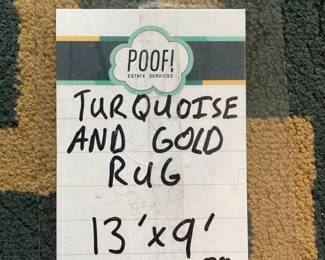 POOF!
ESTATE SERVICES
TURQUOISE
AND GOLD
RUG
13'x9'